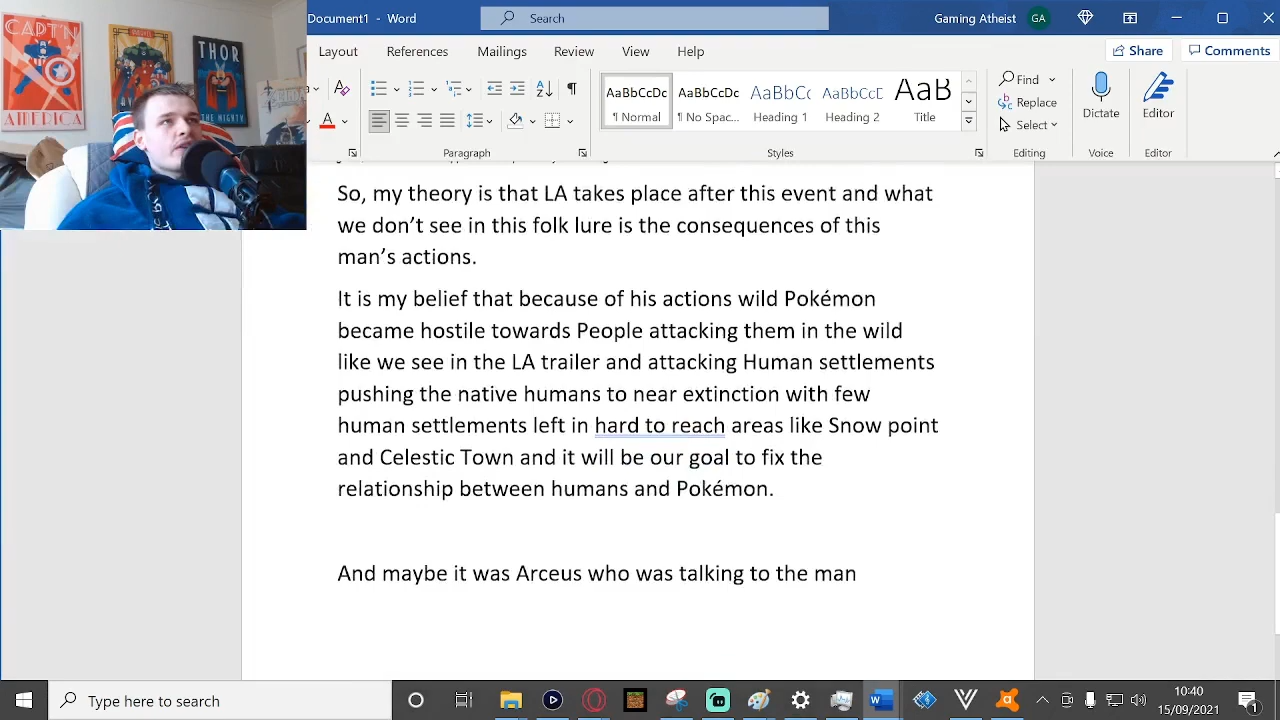 CAPT'N
AMERICA
THOR
THE MIGHTY
Document1 - Word
Search
Gaming Atheist
GA
Layout
References
Mailings
Review
View
Help
Share
Comments
Paragraph
AaBbCcDc
¶ Normal
AaBbCcDc
¶ No Spac...
AaBbCc
Heading 1
AaBbCcD
Heading 2
AaB
Title
Styles
Find
Replace
Select
Editing
Dictate
Voice
Editor
Editor
So, my theory is that LA takes place after this event and what
we don’t see in this folk lure is the consequences of this
man’s actions.
It is my belief that because of his actions wild Pokémon
became hostile towards People attacking them in the wild
like we see in the LA trailer and attacking Human settlements
pushing the native humans to near extinction with few
human settlements left in hard to reach areas like Snow point
and Celestic Town and it will be our goal to fix the
relationship between humans and Pokémon.
And maybe it was Arceus who was talking to the man
Type here to search
10:40
15/09/2021